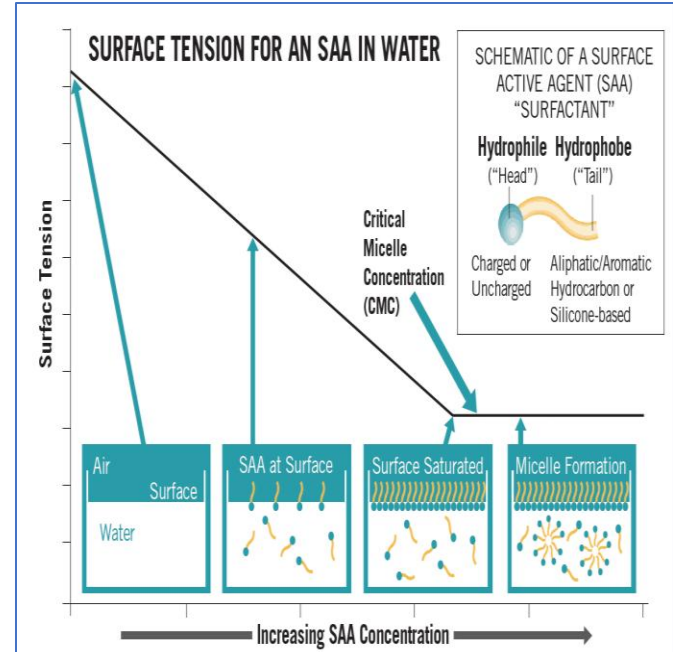 SURFACE TENSION FOR AN SAA IN WATER
SCHEMATIC OF A SURFACE
ACTIVE AGENT (SAA)
“SURFACTANT”
Hydrophile Hydrophobe
(“Head”) (“Tail”)
Charged or Aliphatic/Aromatic
Uncharged Hydrocarbon or
Silicone-based
Critical
Micelle
Concentration
(CMC)
Surface Tension
Air
Surface
Water
SAA at Surface
Surface Saturated
Micelle Formation
Increasing SAA Concentration